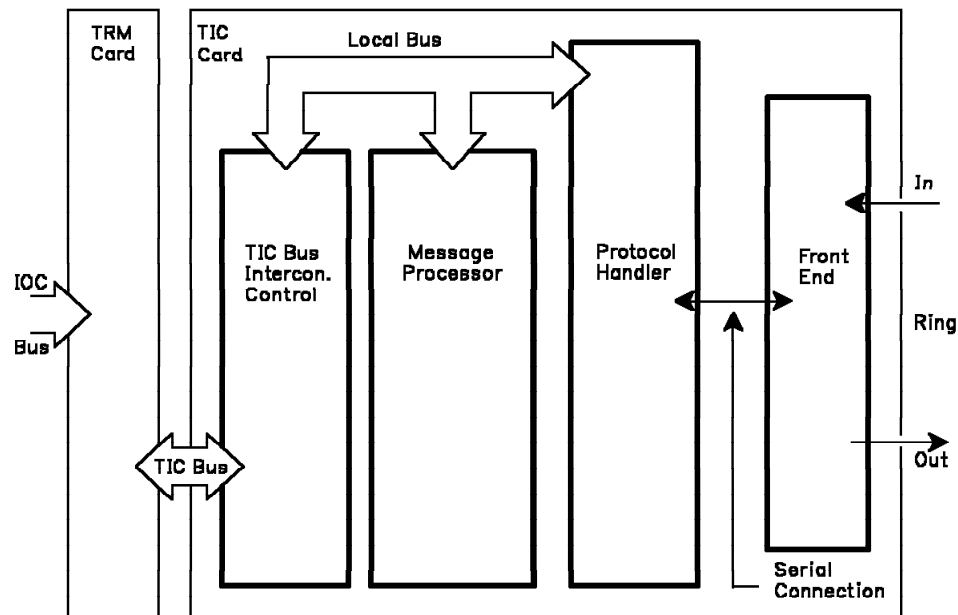 TRM
Card
TIC
Card
Local Bus
In
TIC Bus
Intercon.
Control
Message
Processor
Protocol
Handler
Front
End
IOC
Bus
Ring
TIC Bus
Out
Serial
Connection